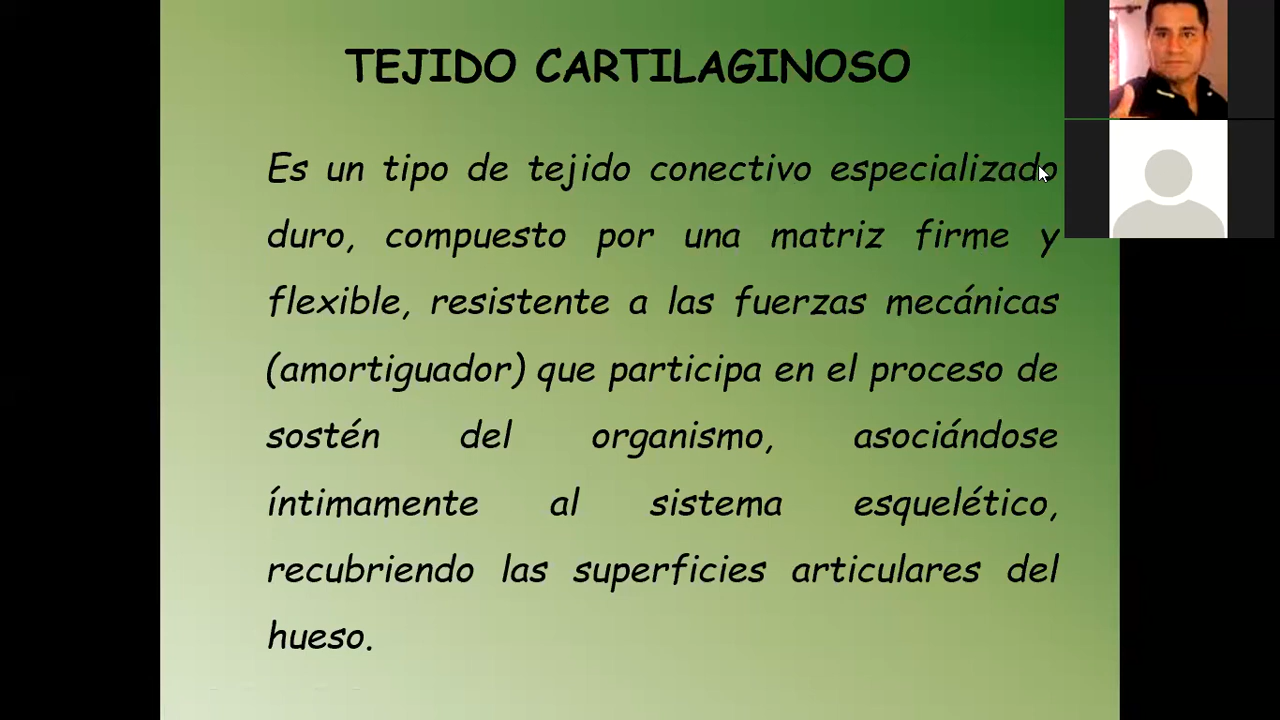 TEJIDO CARTILAGINOSO
Es un tipo de tejido conectivo especializado
duro, compuesto por una matriz firme y
flexible, resistente a las fuerzas mecánicas
(amortiguador) que participa en el proceso de
sostén del organismo, asociándose
íntimamente al sistema esquelético,
recubriendo las superficies articulares del
hueso.